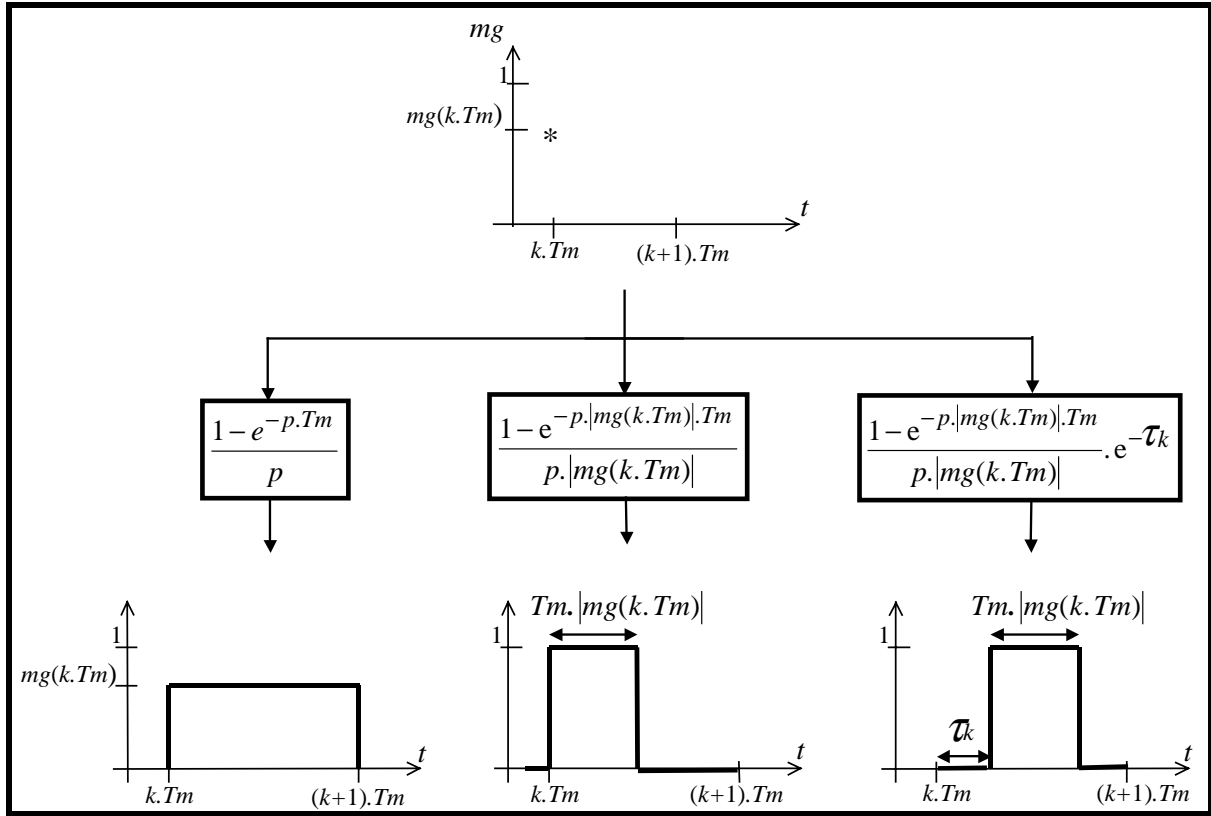 mg
1
mg(k.Tm)
*
t
k.Tm
(k+1).Tm
1 − e^{−p.Tm} / p
1 − e^{−p.|mg(k.Tm)|.Tm} / p.|mg(k.Tm)|
1 − e^{−p.|mg(k.Tm)|.Tm} / p.|mg(k.Tm)| . e^{−τk}
1
mg(k.Tm)
t
k.Tm
(k+1).Tm
Tm.|mg(k.Tm)|
1
t
k.Tm
(k+1).Tm
Tm.|mg(k.Tm)|
1
τk
t
k.Tm
(k+1).Tm